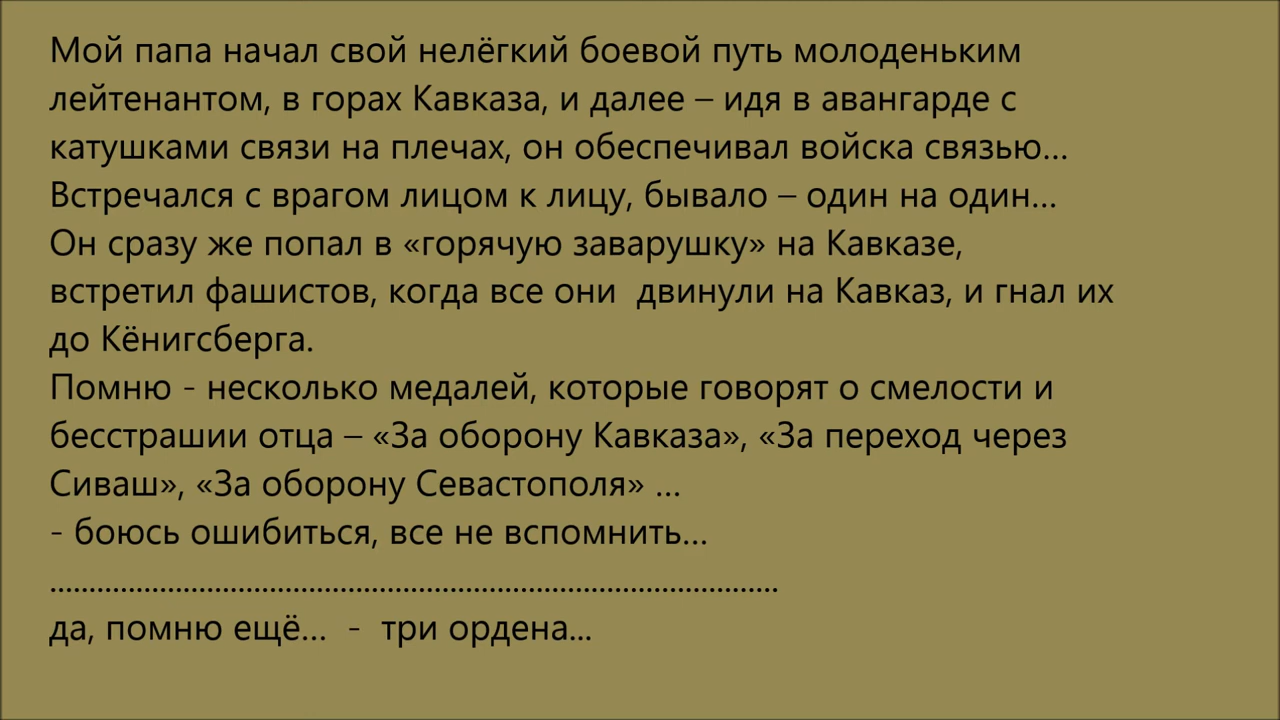 Мой папа начал свой нелёгкий боевой путь молоденьким
лейтенантом, в горах Кавказа, и далее – идя в авангарде с
катушками связи на плечах, он обеспечивал войска связью…
Встречался с врагом лицом к лицу, бывало – один на один…
Он сразу же попал в «горячую заварушку» на Кавказе,
встретил фашистов, когда все они  двинули на Кавказ, и гнал их
до Кёнигсберга.
Помню - несколько медалей, которые говорят о смелости и
бесстрашии отца – «За оборону Кавказа», «За переход через
Сиваш», «За оборону Севастополя» …
- боюсь ошибиться, все не вспомнить…
……………………………………………………………………………………
да, помню ещё…  -  три ордена...